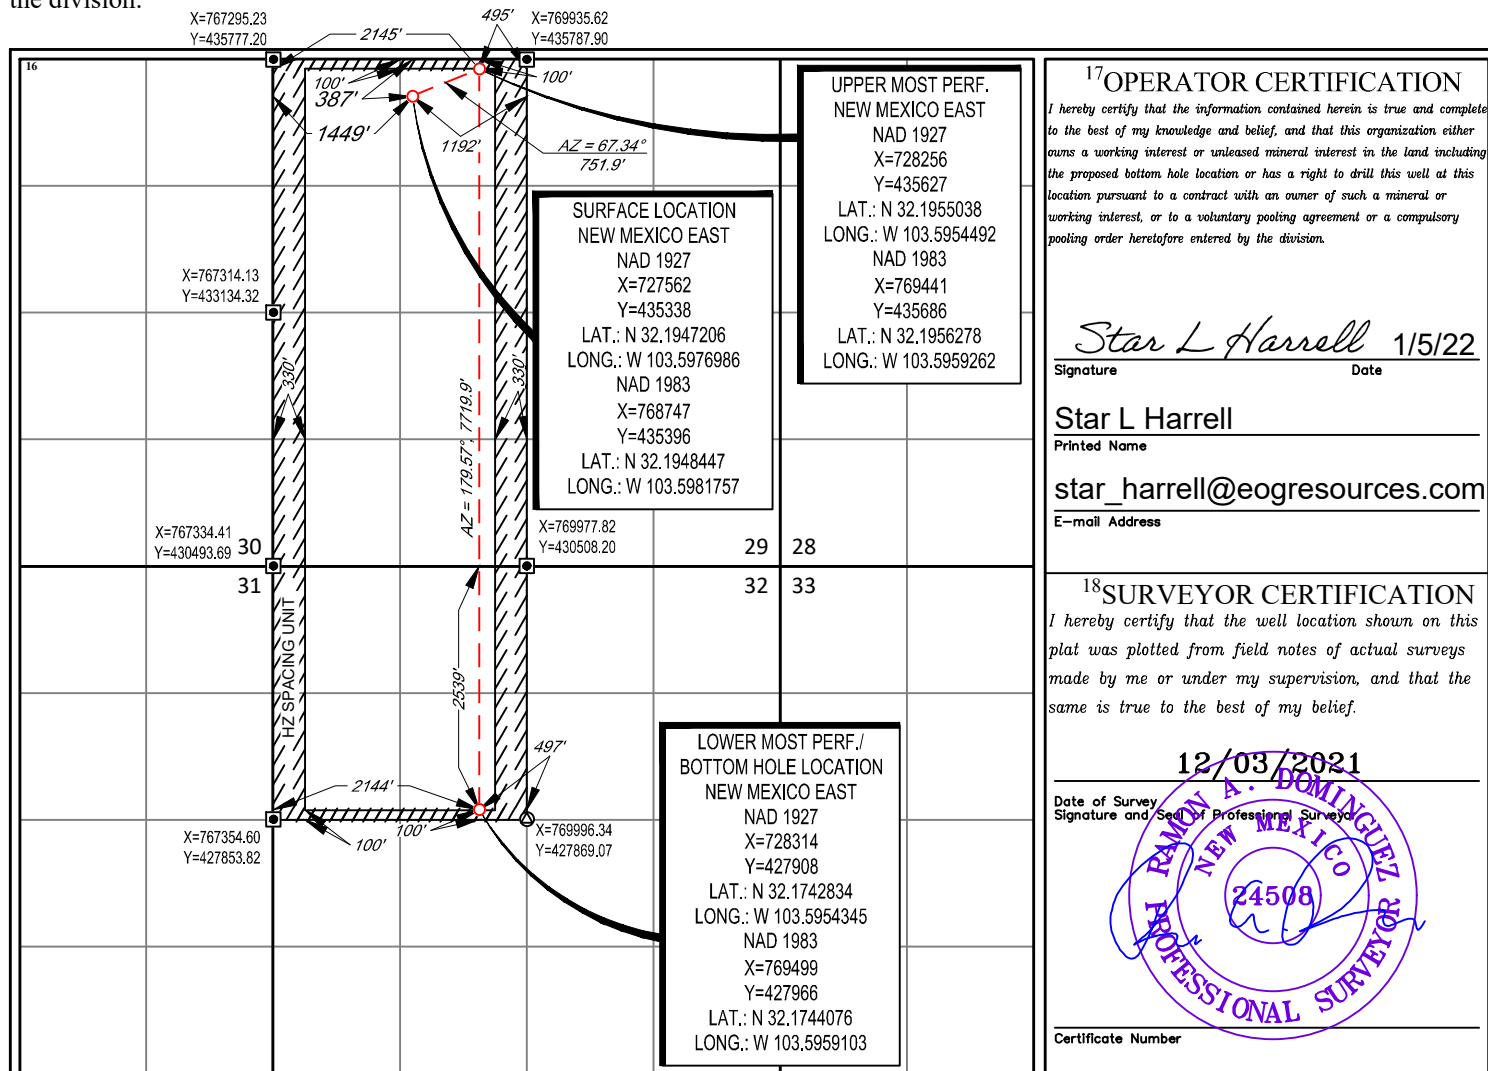 the division.
X=767295.23
Y=435777.20
2145'
495'
X=769935.62
Y=435787.90
16
100'
387'
1449'
100'
1192'
AZ = 67.34°
751.9'
UPPER MOST PERF.
NEW MEXICO EAST
NAD 1927
X=728256
Y=435627
LAT.: N 32.1955038
LONG.: W 103.5954492
NAD 1983
X=769441
Y=435686
LAT.: N 32.1956278
LONG.: W 103.5959262
SURFACE LOCATION
NEW MEXICO EAST
NAD 1927
X=727562
Y=435338
LAT.: N 32.1947206
LONG.: W 103.5976986
NAD 1983
X=768747
Y=435396
LAT.: N 32.1948447
LONG.: W 103.5981757
X=767314.13
Y=433134.32
330'
330'
AZ = 179.57°, 7719.9'
X=767334.41
Y=430493.69
30
31
X=769977.82
Y=430508.20
29 28
32 33
HZ SPACING UNIT
2539'
497'
2144'
100'
100'
X=767354.60
Y=427853.82
X=769996.34
Y=427869.07
LOWER MOST PERF./
BOTTOM HOLE LOCATION
NEW MEXICO EAST
NAD 1927
X=728314
Y=427908
LAT.: N 32.1742834
LONG.: W 103.5954345
NAD 1983
X=769499
Y=427966
LAT.: N 32.1744076
LONG.: W 103.5959103
17OPERATOR CERTIFICATION
I hereby certify that the information contained herein is true and complete
to the best of my knowledge and belief, and that this organization either
owns a working interest or unleased mineral interest in the land including
the proposed bottom hole location or has a right to drill this well at this
location pursuant to a contract with an owner of such a mineral or
working interest, or to a voluntary pooling agreement or a compulsory
pooling order heretofore entered by the division.
Star L Harrell 1/5/22
Signature Date
Star L Harrell
Printed Name
star_harrell@eogresources.com
E-mail Address
18SURVEYOR CERTIFICATION
I hereby certify that the well location shown on this
plat was plotted from field notes of actual surveys
made by me or under my supervision, and that the
same is true to the best of my belief.
12/03/2021
Date of Survey
Signature and Seal of Professional Surveyor
RAMON A. DOMINGUEZ
NEW MEXICO
24508
PROFESSIONAL SURVEYOR
Certificate Number